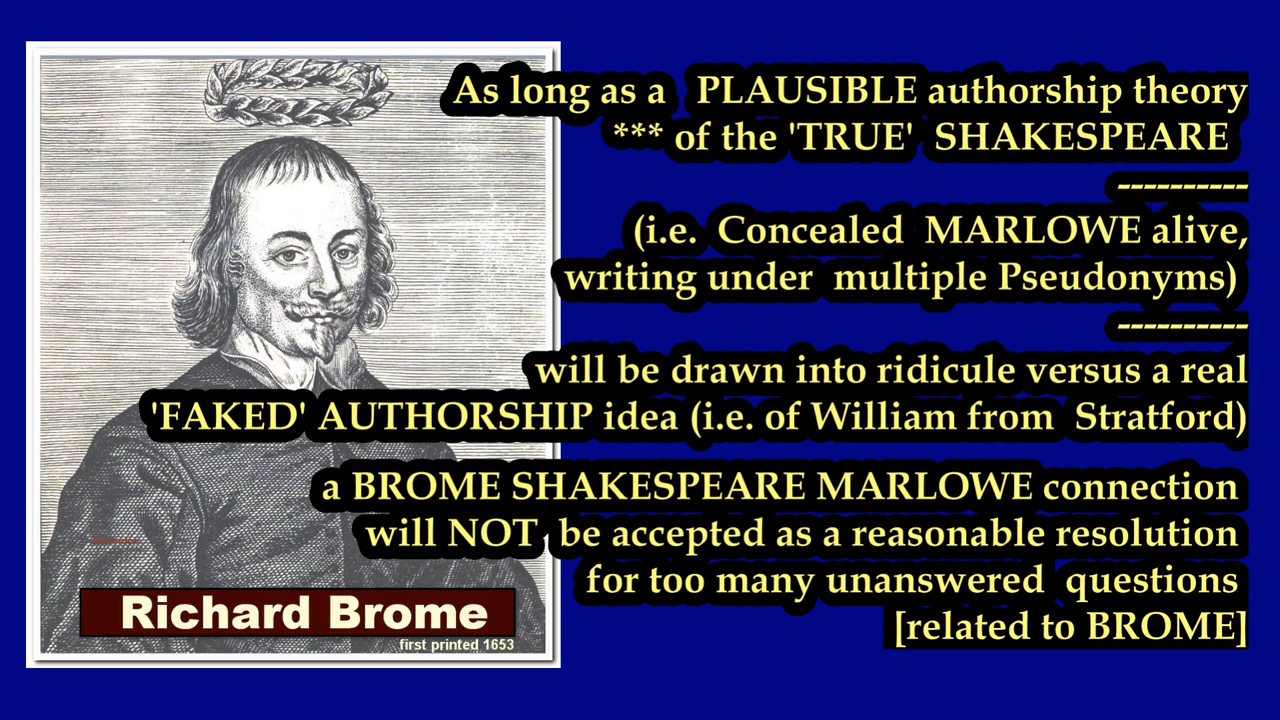 As long as a PLAUSIBLE authorship theory
*** of the 'TRUE' SHAKESPEARE
----------
(i.e. Concealed MARLOWE alive,
writing under multiple Pseudonyms)
----------
will be drawn into ridicule versus a real
'FAKED' AUTHORSHIP idea (i.e. of William from Stratford)
a BROME SHAKESPEARE MARLOWE connection
will NOT be accepted as a reasonable resolution
for too many unanswered questions
[related to BROME]
Richard Brome
first printed 1653